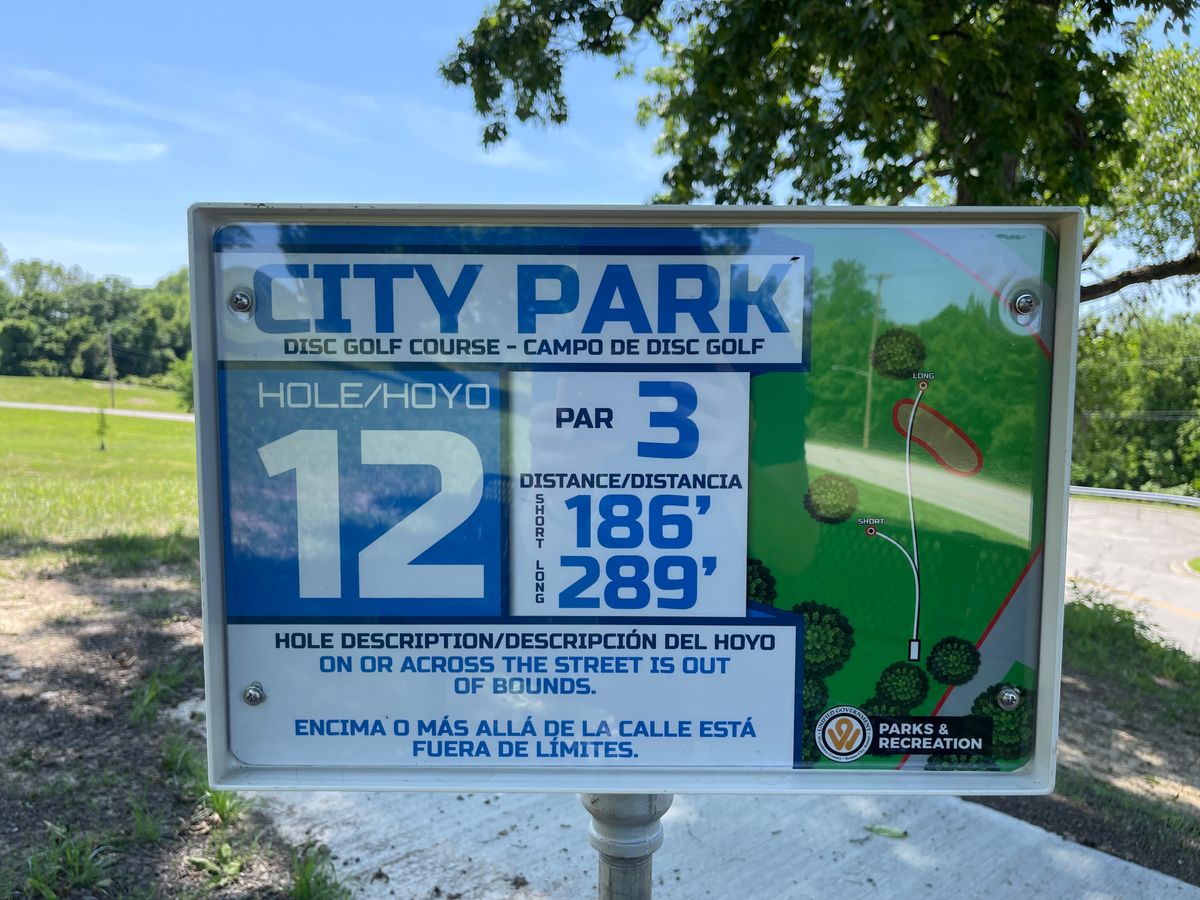 CITY PARK
DISC GOLF COURSE - CAMPO DE DISC GOLF
HOLE/HOYO
12
PAR 3
DISTANCE/DISTANCIA
SHORT 186’
LONG 289’
HOLE DESCRIPTION/DESCRIPCIÓN DEL HOYO
ON OR ACROSS THE STREET IS OUT
OF BOUNDS.
ENCIMA O MÁS ALLÁ DE LA CALLE ESTÁ
FUERA DE LÍMITES.
LONG
SHORT
UNIFIED GOVERNMENT
PARKS &
RECREATION